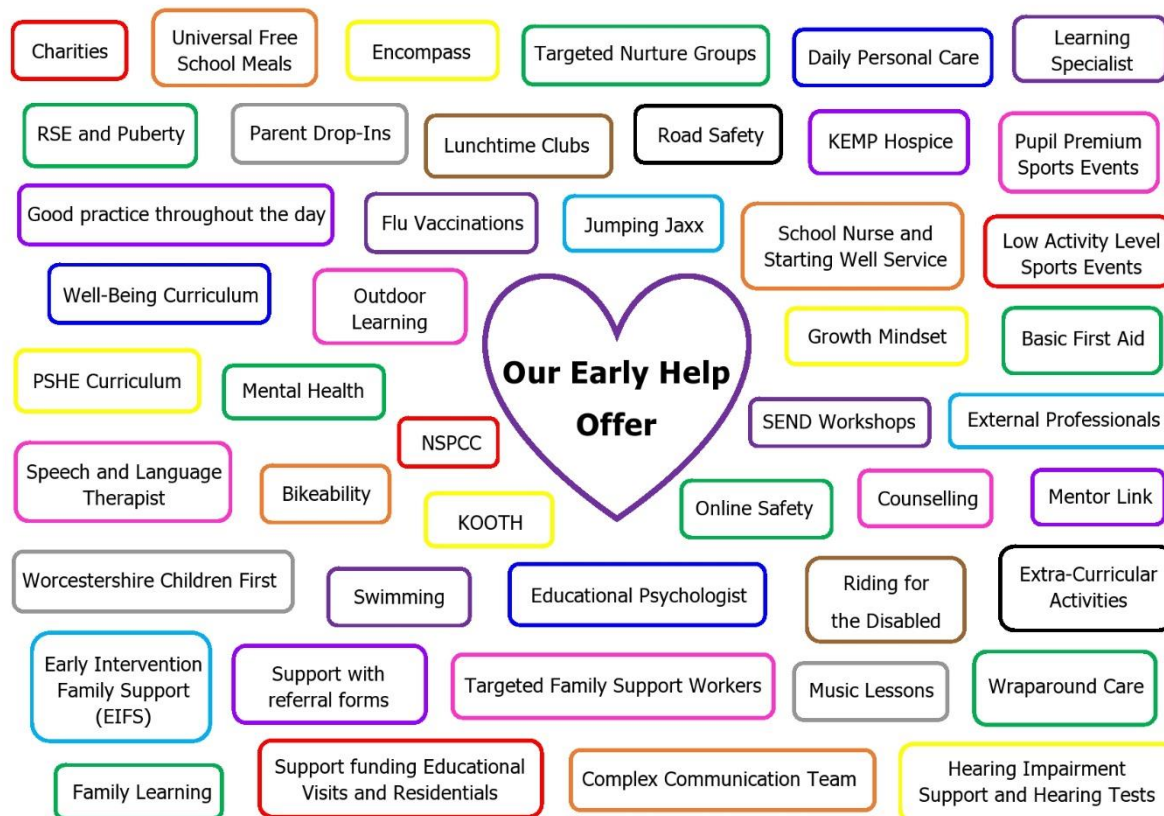 Charities
Universal Free
School Meals
Encompass
Targeted Nurture Groups
Daily Personal Care
Learning
Specialist
RSE and Puberty
Parent Drop-Ins
Lunchtime Clubs
Road Safety
KEMP Hospice
Pupil Premium
Sports Events
Good practice throughout the day
Flu Vaccinations
Jumping Jaxx
School Nurse and
Starting Well Service
Low Activity Level
Sports Events
Well-Being Curriculum
Outdoor
Learning
Our Early Help
Offer
Growth Mindset
Basic First Aid
PSHE Curriculum
Mental Health
NSPCC
SEND Workshops
External Professionals
Speech and Language
Therapist
Bikeability
KOOTH
Online Safety
Counselling
Mentor Link
Worcestershire Children First
Swimming
Educational Psychologist
Riding for
the Disabled
Extra-Curricular
Activities
Early Intervention
Family Support
(EIFS)
Support with
referral forms
Targeted Family Support Workers
Music Lessons
Wraparound Care
Family Learning
Support funding Educational
Visits and Residentials
Complex Communication Team
Hearing Impairment
Support and Hearing Tests